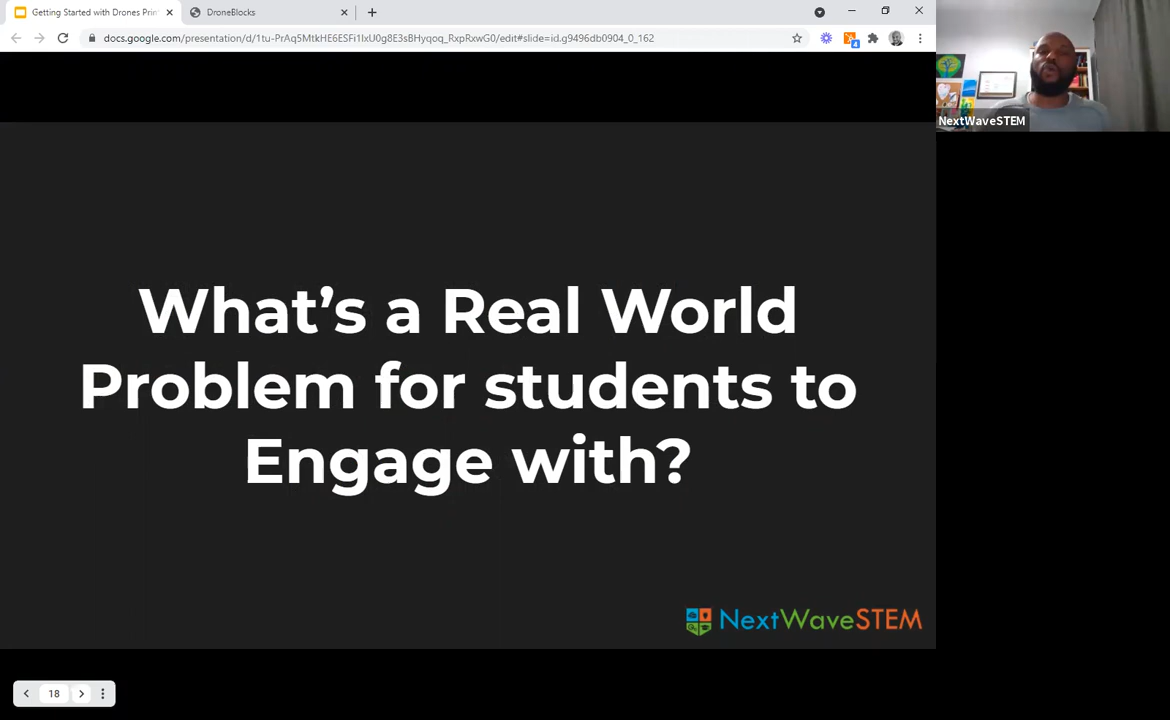 Getting Started with Drones Prin
DroneBlocks
docs.google.com/presentation/d/1tu-PrAq5MtkHE6ESFi1lxU0g8E3sBHyqoq_RxpRxwG0/edit#slide=id.g9496db0904_0_162
4
NextWaveSTEM
What's a Real World
Problem for students to
Engage with?
NextWaveSTEM
18